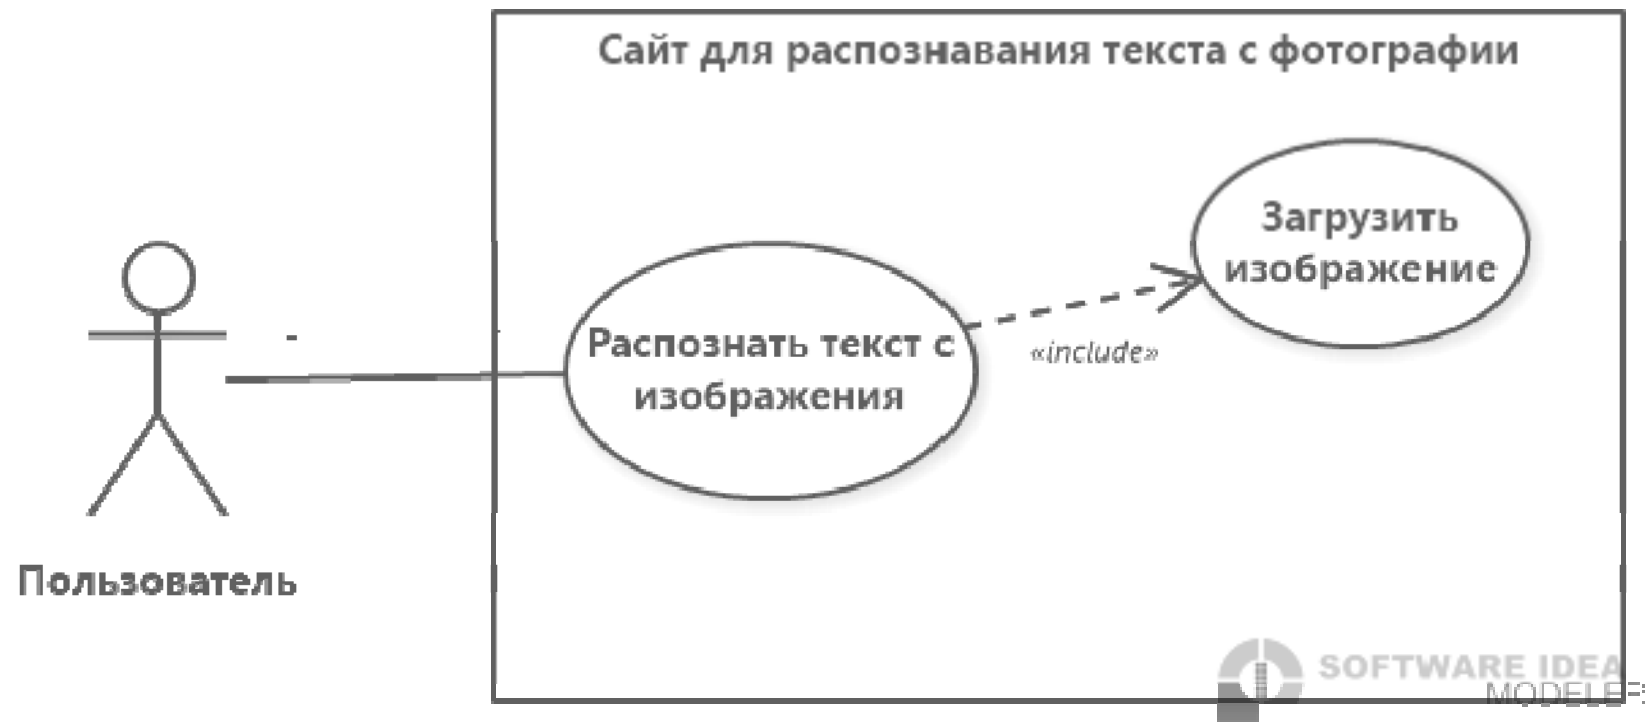 Сайт для распознавания текста с фотографии
Загрузить
изображение
Распознать текст с
изображения
«include»
-
Пользователь
SOFTWARE IDEA
MODELER